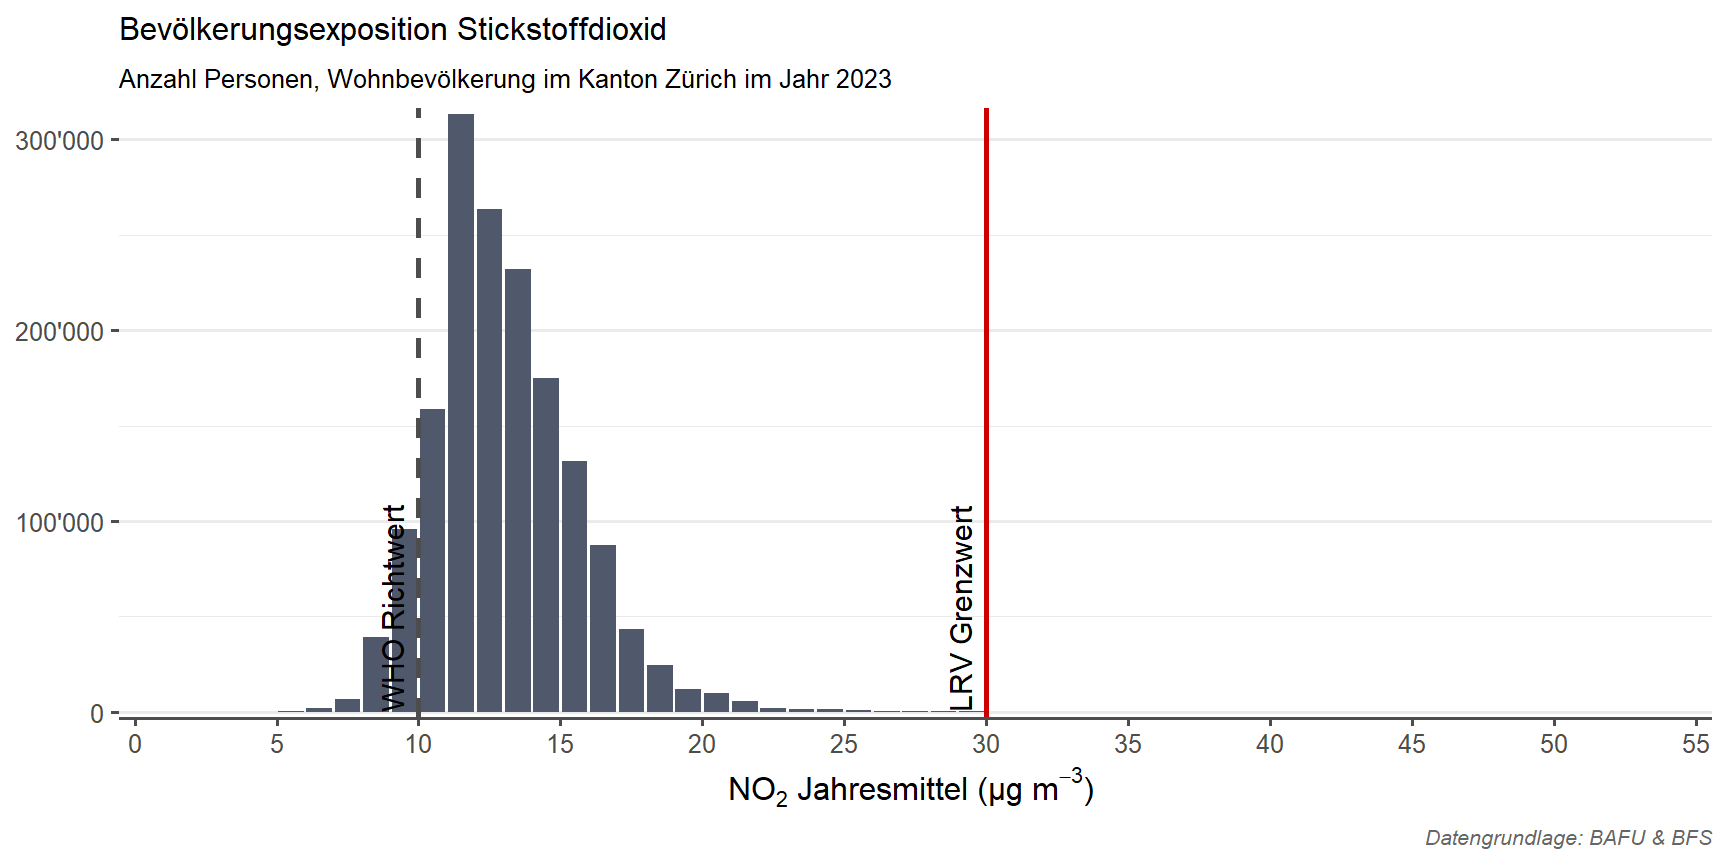 Bevölkerungsexposition Stickstoffdioxid
Anzahl Personen, Wohnbevölkerung im Kanton Zürich im Jahr 2023
300'000
200'000
100'000
0
WHO Richtwert
LRV Grenzwert
0 5 10 15 20 25 30 35 40 45 50 55
NO₂ Jahresmittel (µg m⁻³)
Datengrundlage: BAFU & BFS